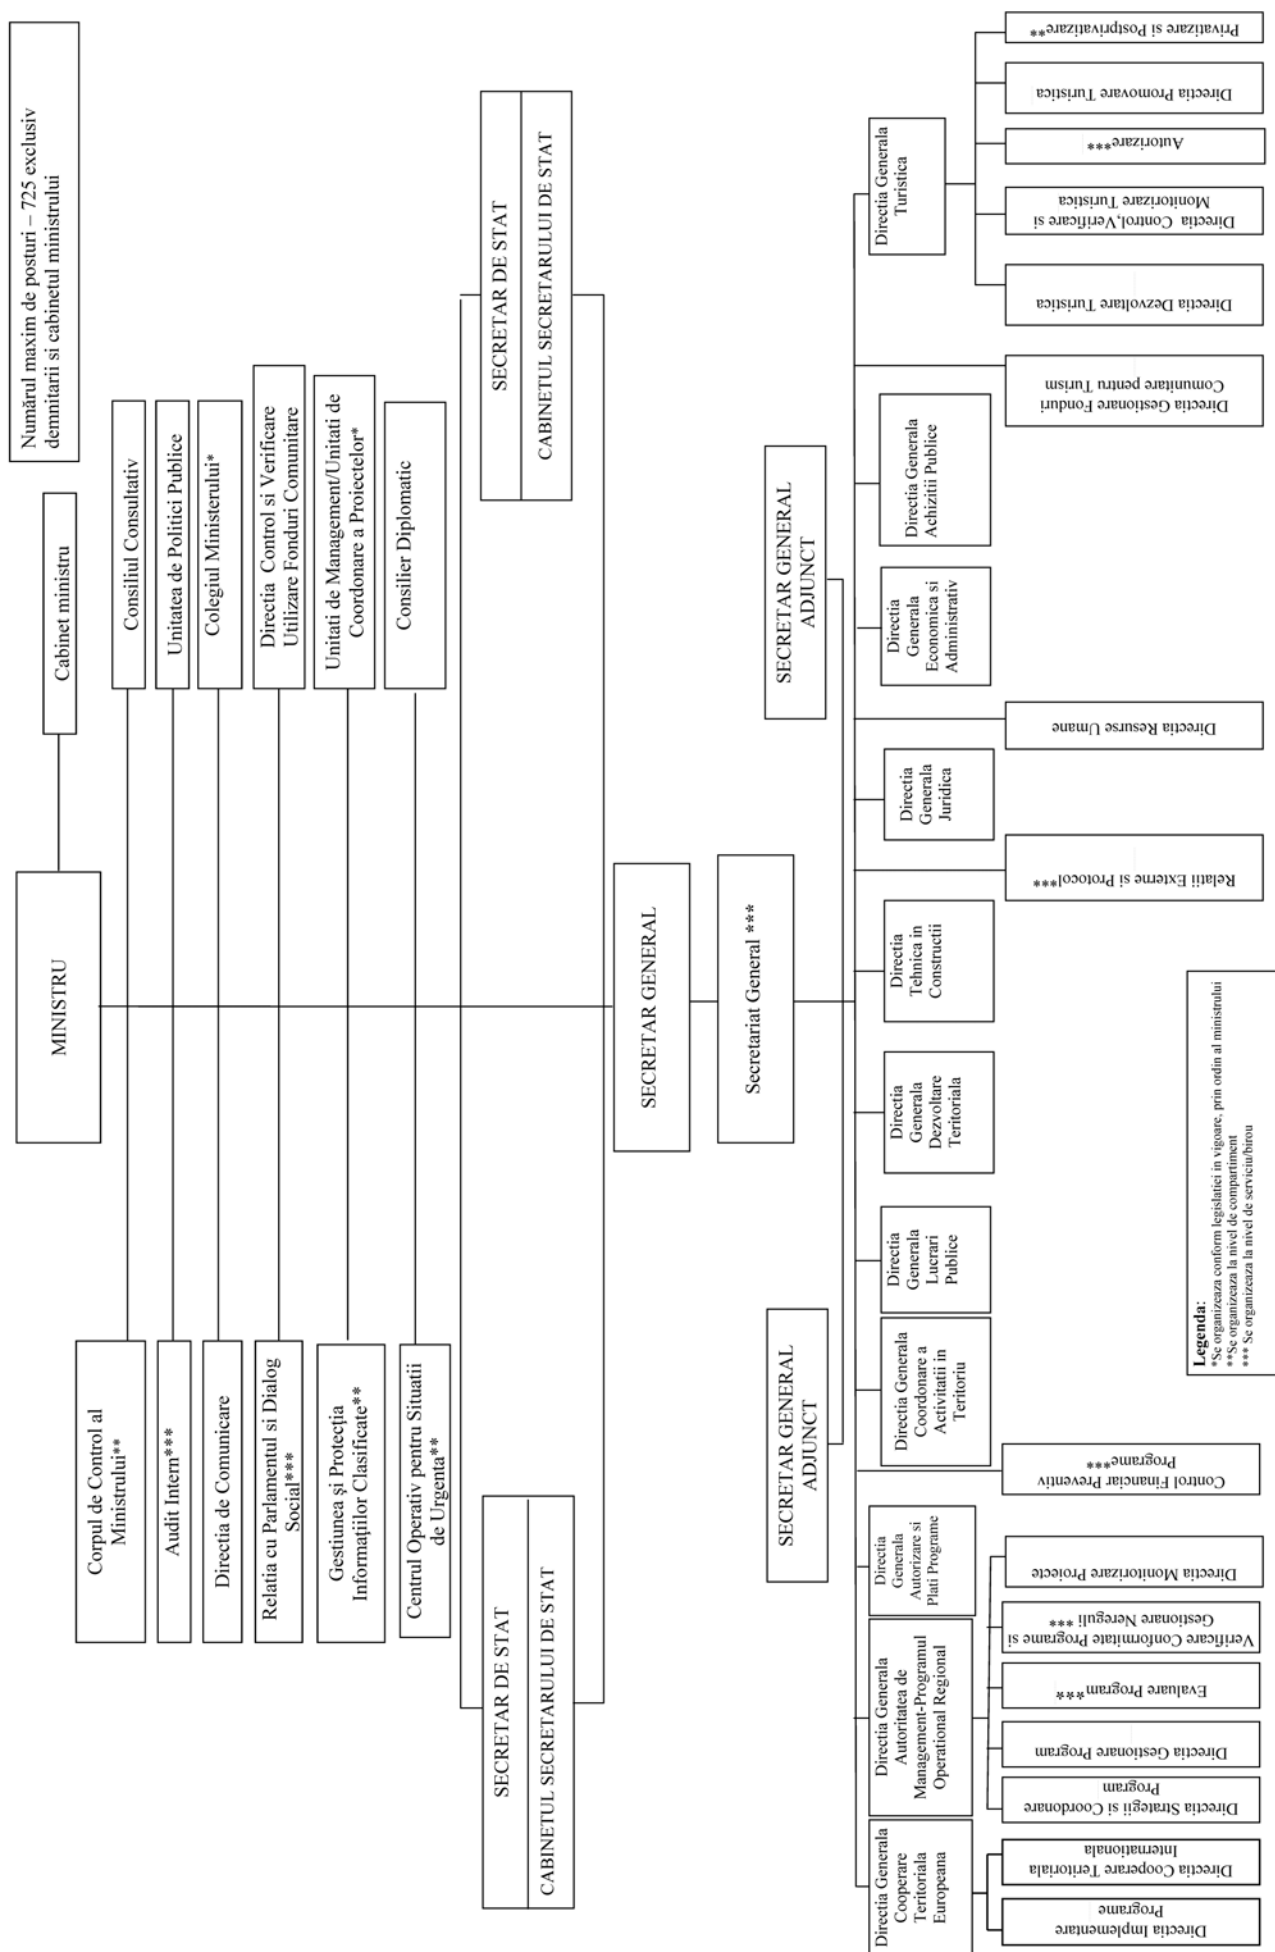 Numărul maxim de posturi – 725 exclusiv
demnitarii si cabinetul ministrului
MINISTRU
Cabinet ministru
Corpul de Control al
Ministrului**
Consiliul Consultativ
Audit Intern***
Unitatea de Politici Publice
Directia de Comunicare
Colegiul Ministerului*
Relatia cu Parlamentul si Dialog
Social***
Directia Control si Verificare
Utilizare Fonduri Comunitare
Gestiunea şi Protecţia
Informaţiilor Clasificate**
Unitati de Management/Unitati de
Coordonare a Proiectelor*
Centrul Operativ pentru Situatii
de Urgenta**
Consilier Diplomatic
SECRETAR DE STAT
CABINETUL SECRETARULUI DE STAT
SECRETAR DE STAT
CABINETUL SECRETARULUI DE STAT
SECRETAR GENERAL
Secretariat General ***
SECRETAR GENERAL
ADJUNCT
SECRETAR GENERAL
ADJUNCT
Directia Generala
Cooperare
Teritoriala
Europeana
Directia Generala
Autoritatea de
Management-Programul
Operational Regional
Directia
Generala
Autorizare si
Plati Programe
Directia Generala
Coordonare a
Activitatii in
Teritoriu
Directia
Generala
Lucrari
Publice
Directia
Generala
Dezvoltare
Teritoriala
Directia
Tehnica in
Constructii
Directia
Generala
Juridica
Directia
Generala
Economica si
Administrativ
Directia Generala
Achizitii Publice
Directia Generala
Turistica
Directia Implementare
Programe
Directia Cooperare Teritoriala
Internationala
Directia Strategii si Coordonare
Program
Directia Gestionare Program
Evaluare Program***
Verificare Conformitate Programe si
Gestionare Nereguli ***
Directia Monitorizare Proiecte
Control Financiar Preventiv
Programe***
Relatii Externe si Protocol***
Directia Resurse Umane
Directia Gestionare Fonduri
Comunitare pentru Turism
Directia Dezvoltare Turistica
Directia Control,Verificare si
Monitorizare Turistica
Autorizare***
Directia Promovare Turistica
Privatizare si Postprivatizare**
Legenda:
*Se organizeaza conform legislatiei in vigoare, prin ordin al ministrului
**Se organizeaza la nivel de compartiment
*** Se organizeaza la nivel de serviciu/birou